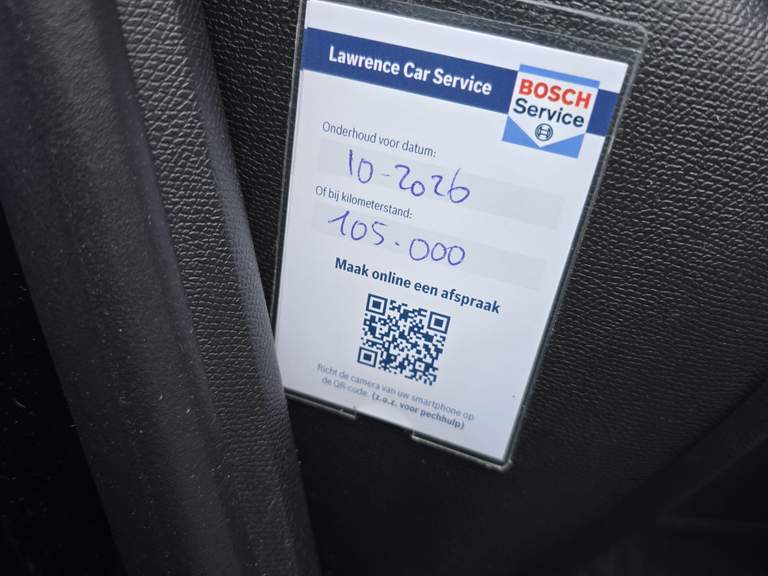 Lawrence Car Service
BOSCH
Service
Onderhoud voor datum:
10-2026
Of bij kilometerstand:
105.000
Maak online een afspraak
Richt de camera van uw smartphone op
de QR-code. (z.o.z. voor pechhulp)